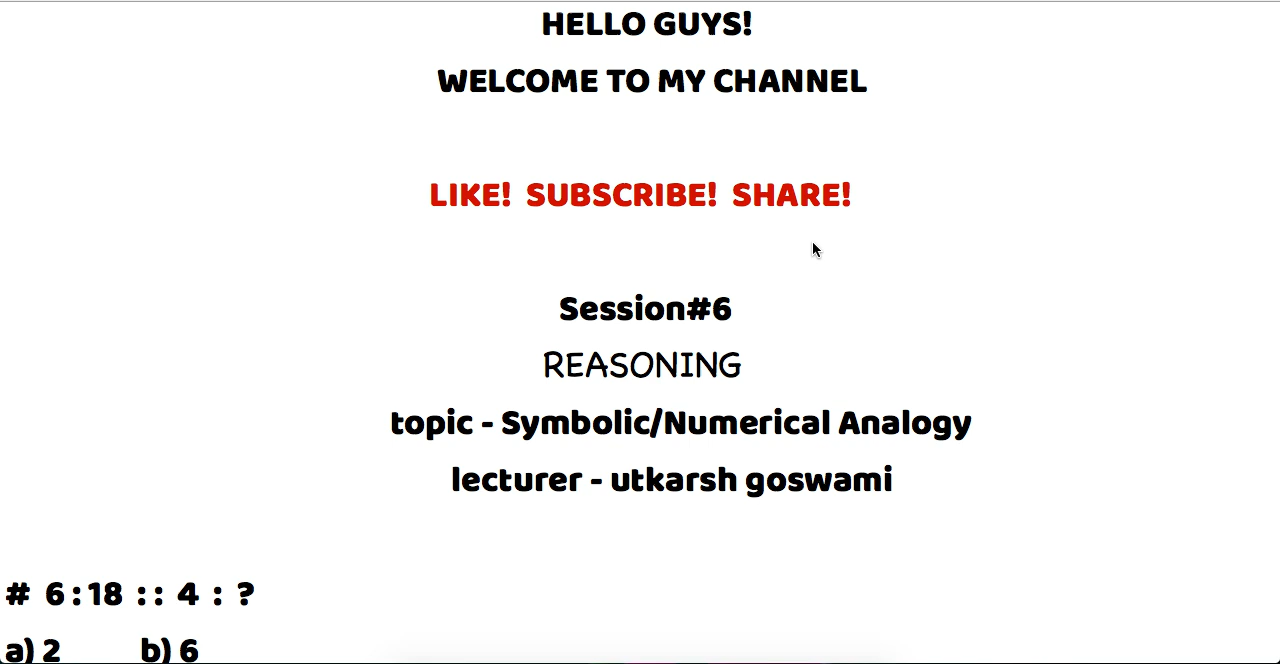 HELLO GUYS!
WELCOME TO MY CHANNEL
LIKE! SUBSCRIBE! SHARE!
Session#6
REASONING
topic - Symbolic/Numerical Analogy
lecturer - utkarsh goswami
# 6:18 :: 4 : ?
a) 2 b) 6